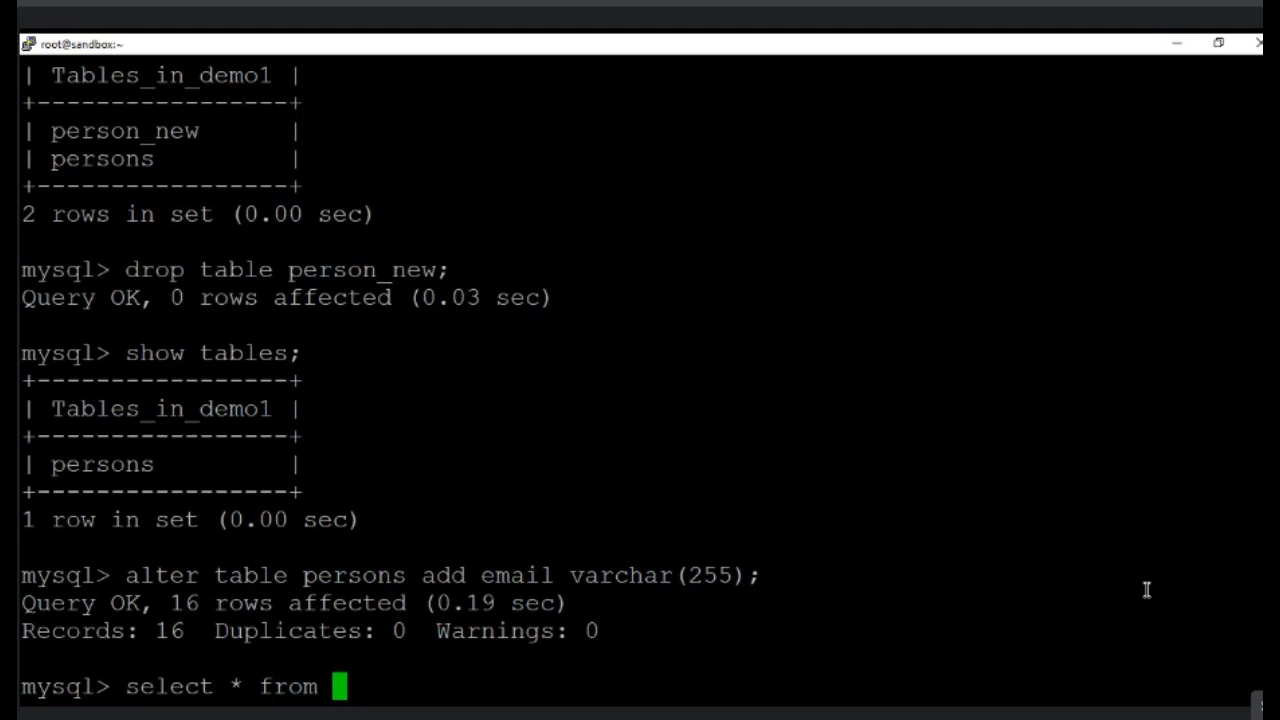 root@sandbox:~
| Tables_in_demo1 |
+-----------------+
| person_new      |
| persons         |
+-----------------+
2 rows in set (0.00 sec)
mysql> drop table person_new;
Query OK, 0 rows affected (0.03 sec)
mysql> show tables;
+-----------------+
| Tables_in_demo1 |
+-----------------+
| persons         |
+-----------------+
1 row in set (0.00 sec)
mysql> alter table persons add email varchar(255);
Query OK, 16 rows affected (0.19 sec)
Records: 16  Duplicates: 0  Warnings: 0
mysql> select * from